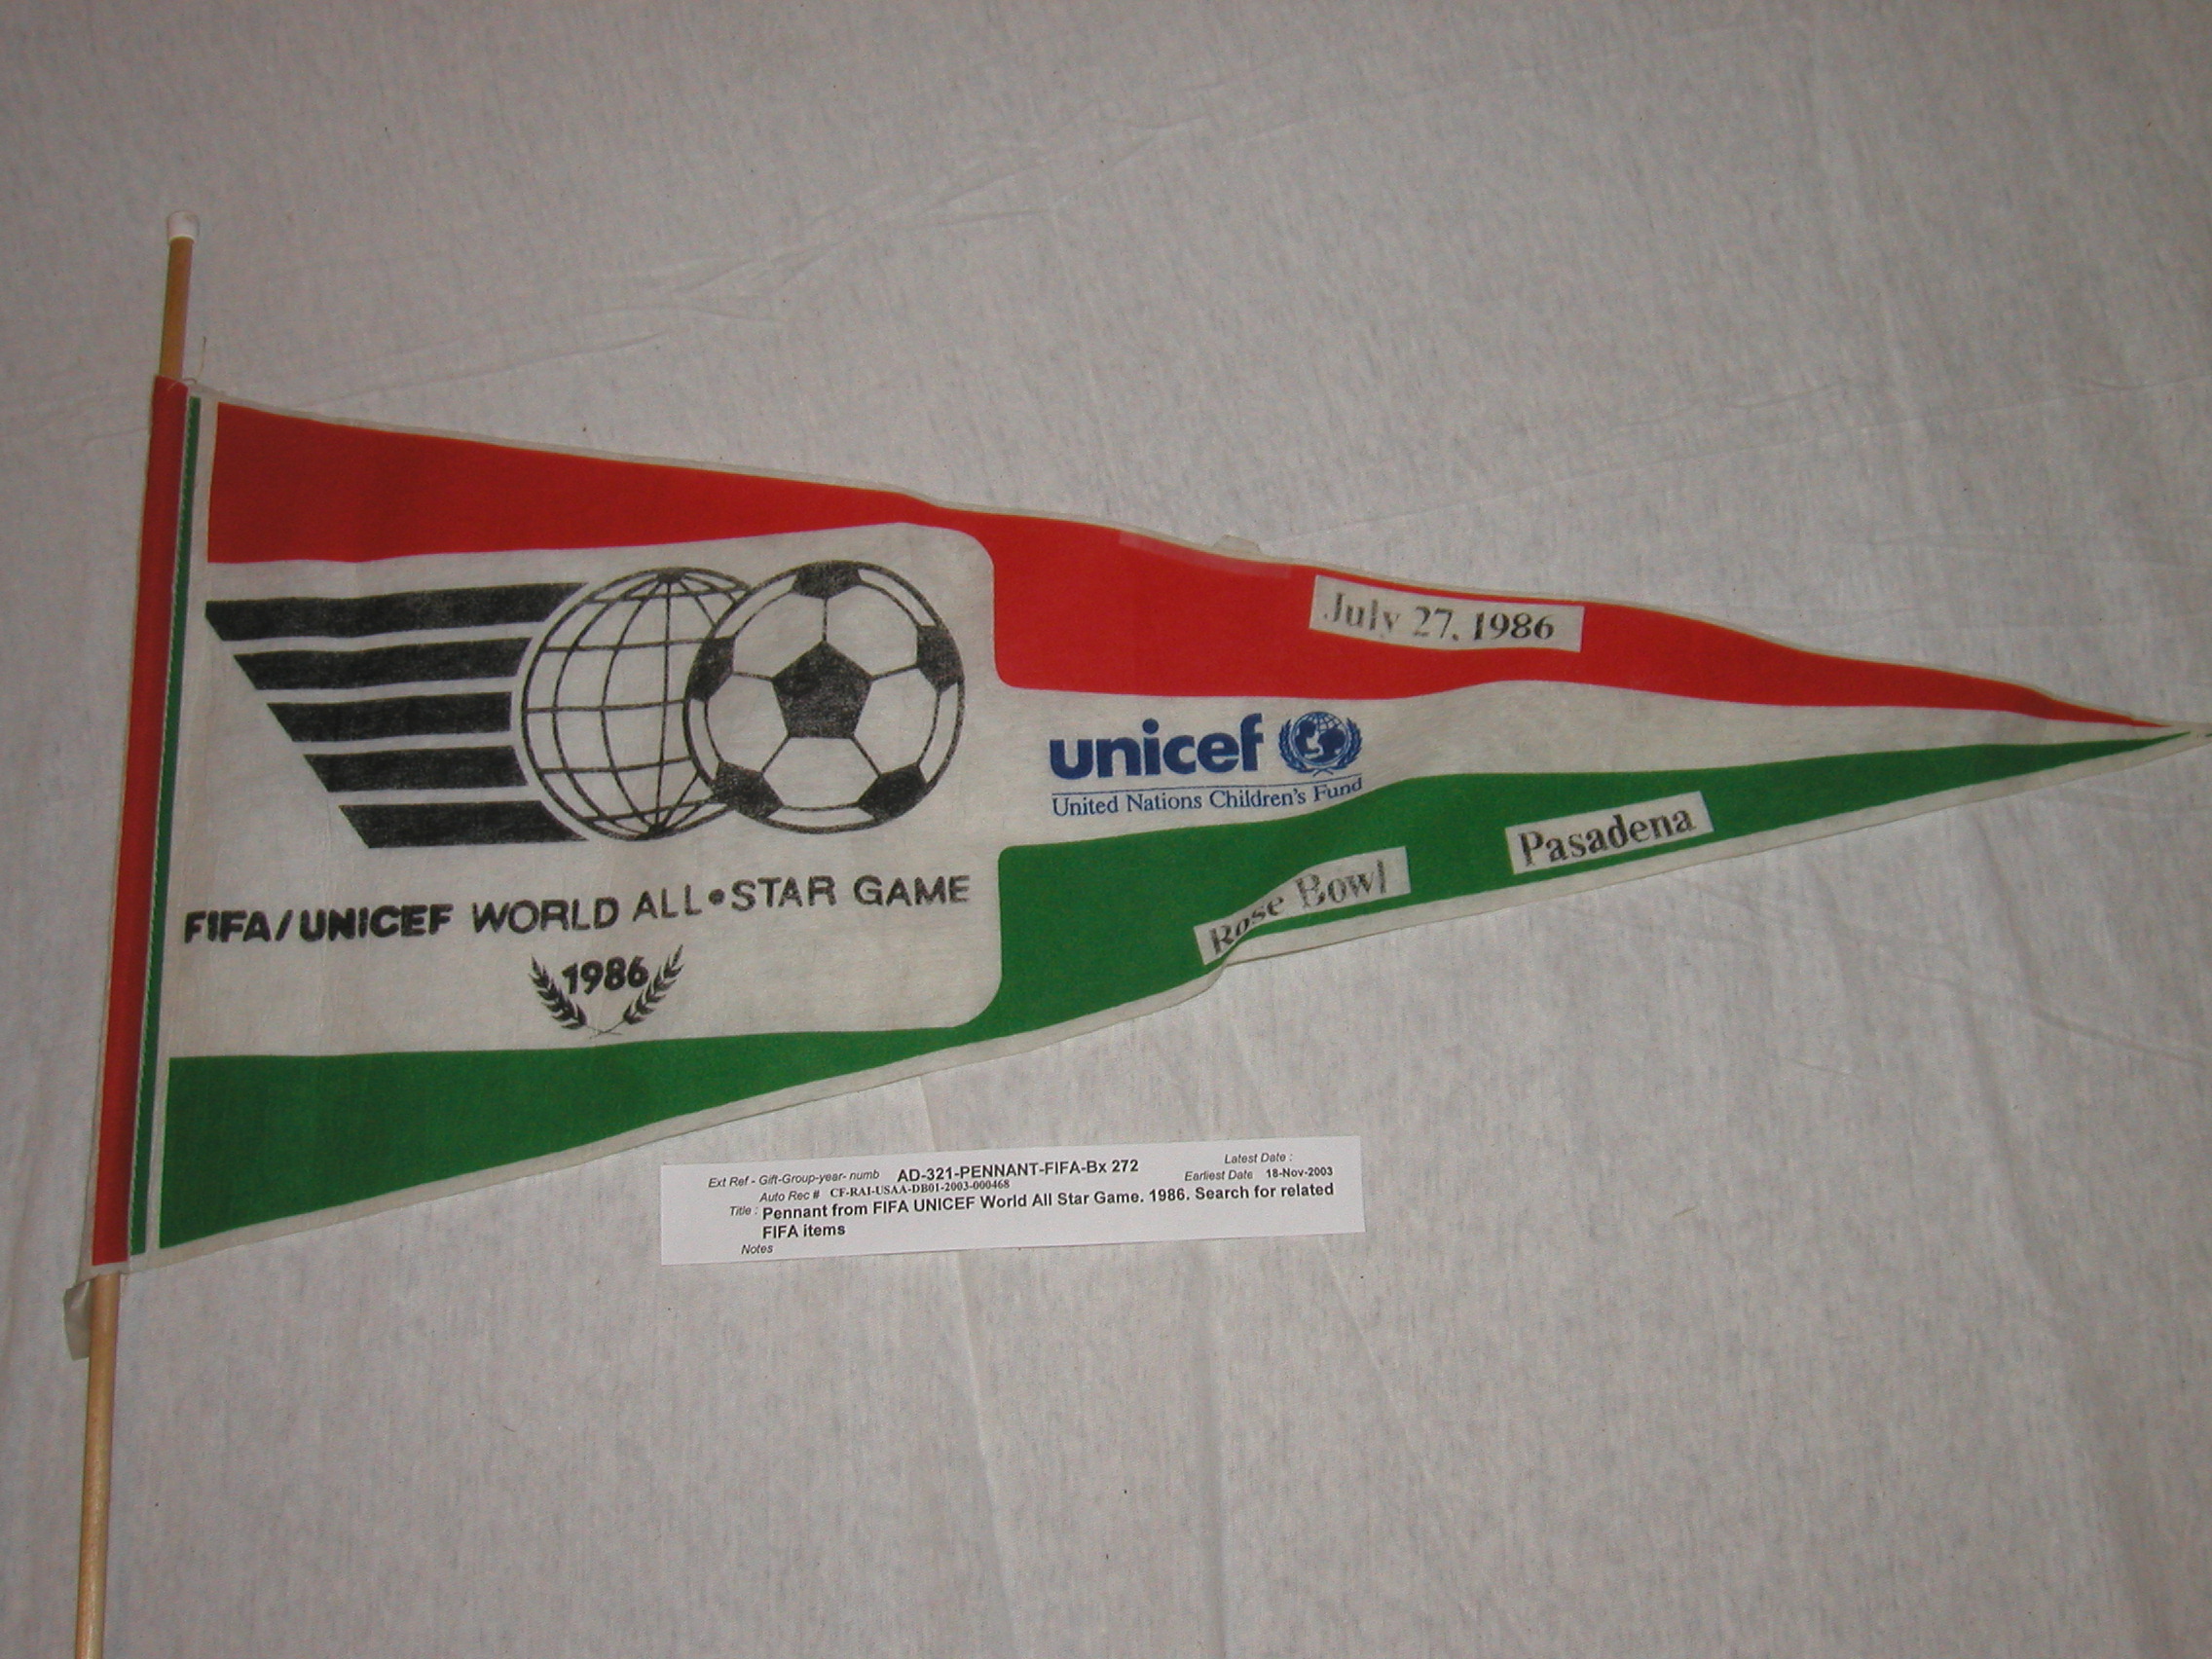 July 27, 1986
unicef
United Nations Children's Fund
Pasadena
Rose Bowl
FIFA/UNICEF WORLD ALL•STAR GAME
1986
Ext Ref - Gift-Group-year- numb AD-321-PENNANT-FIFA-Bx 272 Latest Date :
Auto Rec # CF-RAI-USAA-DB01-2003-000468 Earliest Date 18-Nov-2003
Title : Pennant from FIFA UNICEF World All Star Game. 1986. Search for related
FIFA items
Notes